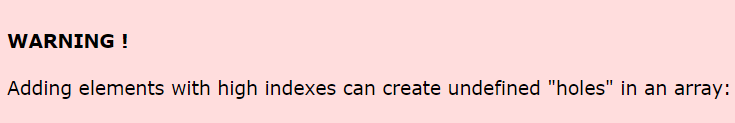 WARNING !
Adding elements with high indexes can create undefined "holes" in an array: